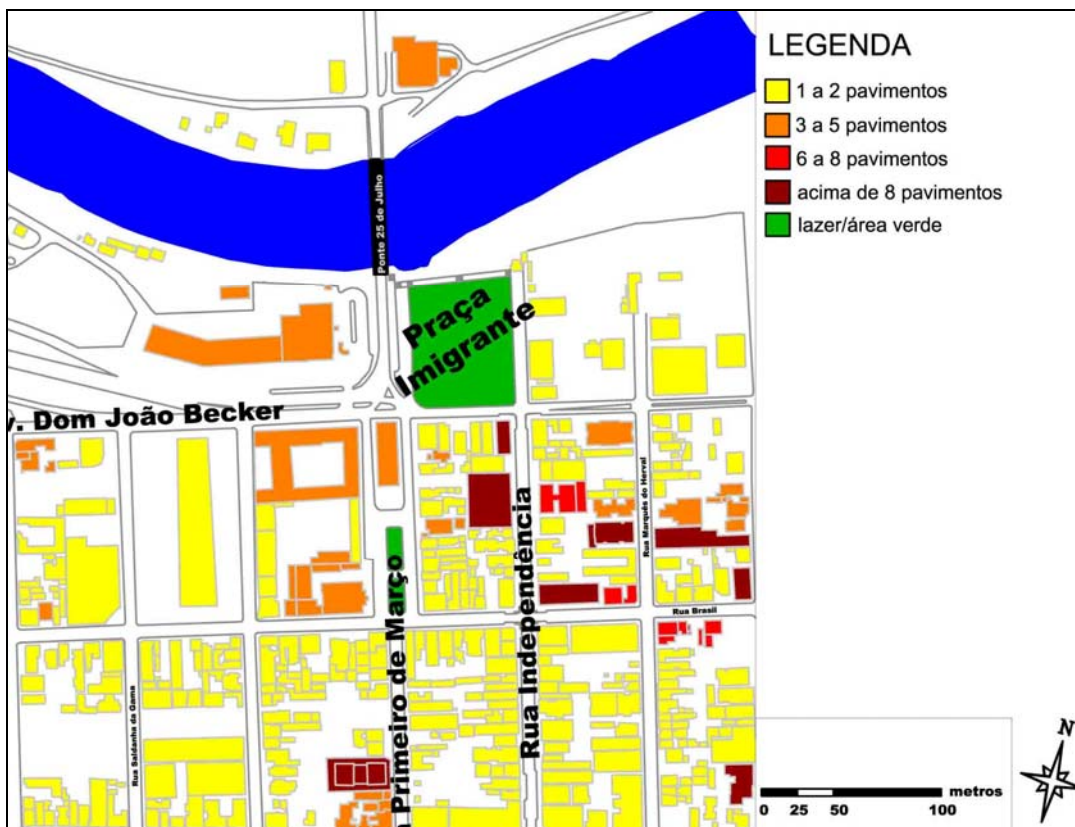 LEGENDA
1 a 2 pavimentos
3 a 5 pavimentos
6 a 8 pavimentos
acima de 8 pavimentos
lazer/área verde
Ponte 25 de Julho
Praça
Imigrante
v. Dom João Becker
Rua Marquês do Herval
Rua Independência
Primeiro de Março
Rua Brasil
Rua Saldanha da Gama
N
metros
0 25 50 100